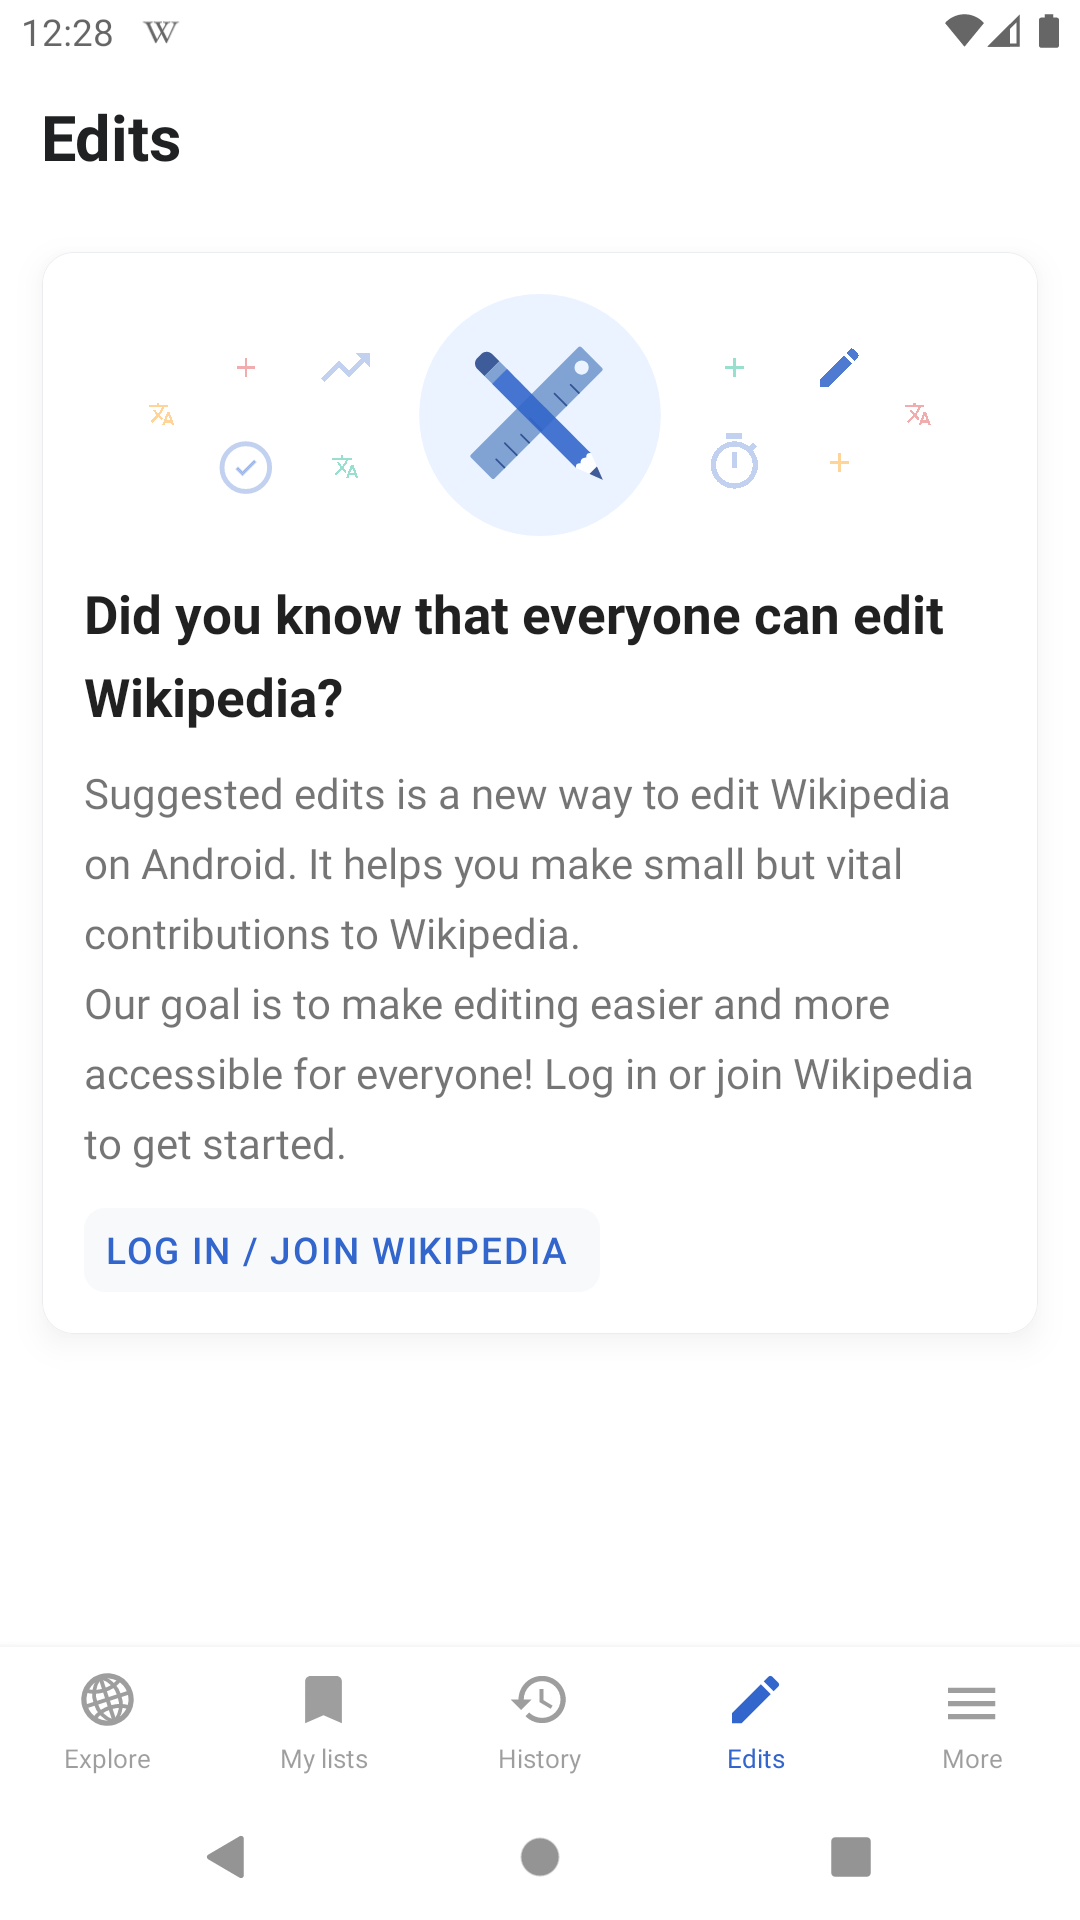 12:28 W
Edits
Did you know that everyone can edit
Wikipedia?
Suggested edits is a new way to edit Wikipedia
on Android. It helps you make small but vital
contributions to Wikipedia.
Our goal is to make editing easier and more
accessible for everyone! Log in or join Wikipedia
to get started.
LOG IN / JOIN WIKIPEDIA
Explore My lists History Edits More